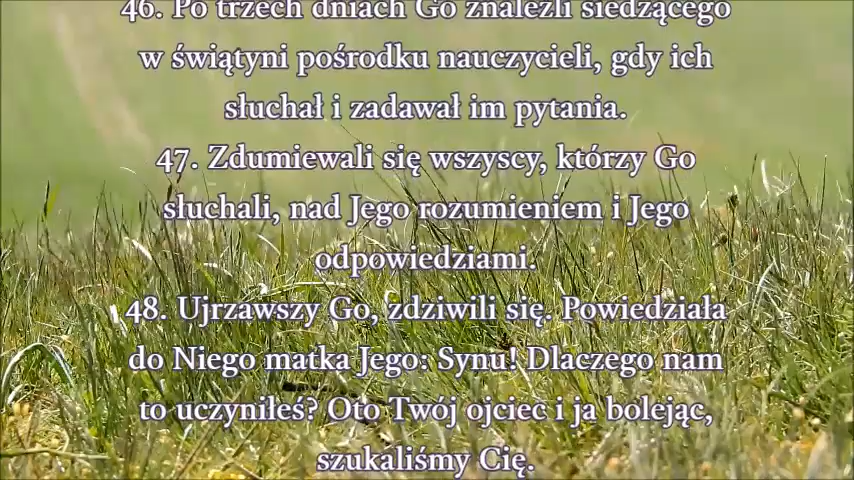 46. Po trzech dniach Go znaleźli siedzącego
w świątyni pośrodku nauczycieli, gdy ich
słuchał i zadawał im pytania.
47. Zdumiewali się wszyscy, którzy Go
słuchali, nad Jego rozumieniem i Jego
odpowiedziami.
48. Ujrzawszy Go, zdziwili się. Powiedziała
do Niego matka Jego: Synu! Dlaczego nam
to uczyniłeś? Oto Twój ojciec i ja bolejąc,
szukaliśmy Cię.